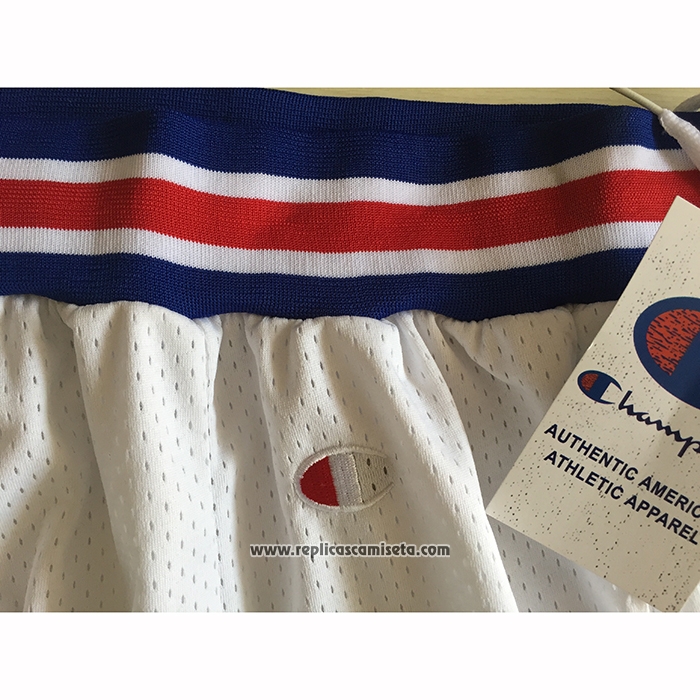 Champ
AUTHENTIC AMERIC
ATHLETIC APPAREL
www.replicascamiseta.com